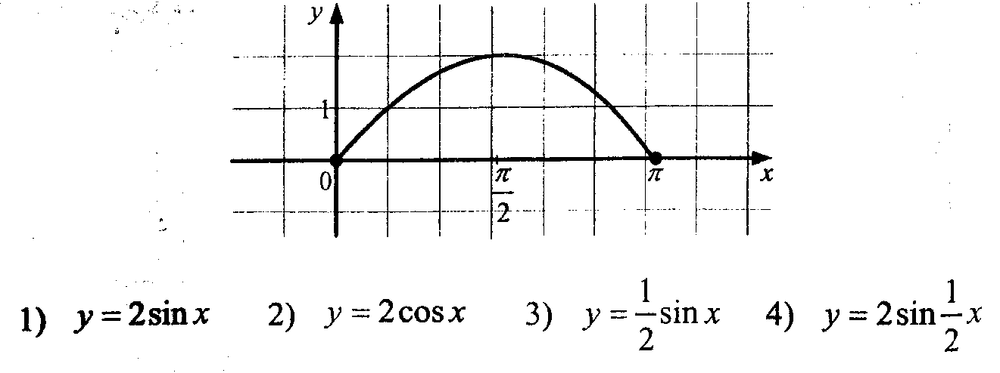 y
1
0
π/2
π
x
1) y = 2sin x 2) y = 2cos x 3) y = 1/2 sin x 4) y = 2sin 1/2 x